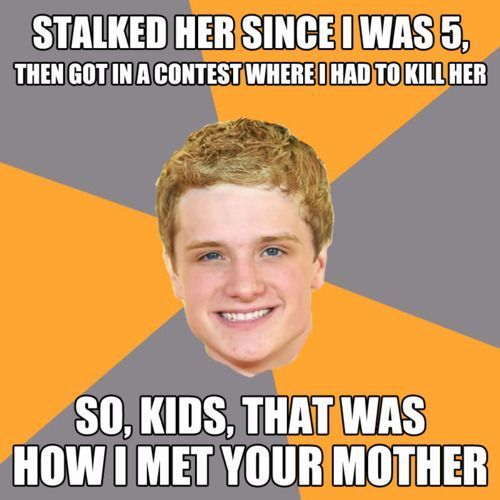 STALKED HER SINCE I WAS 5,
THEN GOT IN A CONTEST WHERE I HAD TO KILL HER
SO, KIDS, THAT WAS
HOW I MET YOUR MOTHER